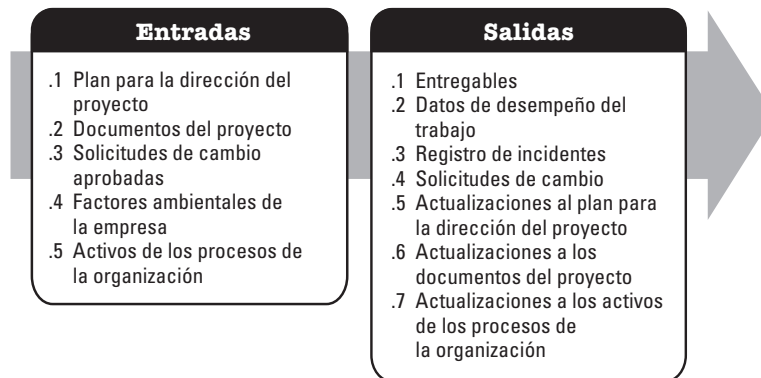 Entradas
.1 Plan para la dirección del
proyecto
.2 Documentos del proyecto
.3 Solicitudes de cambio
aprobadas
.4 Factores ambientales de
la empresa
.5 Activos de los procesos de
la organización
Salidas
.1 Entregables
.2 Datos de desempeño del
trabajo
.3 Registro de incidentes
.4 Solicitudes de cambio
.5 Actualizaciones al plan para
la dirección del proyecto
.6 Actualizaciones a los
documentos del proyecto
.7 Actualizaciones a los activos
de los procesos de
la organización